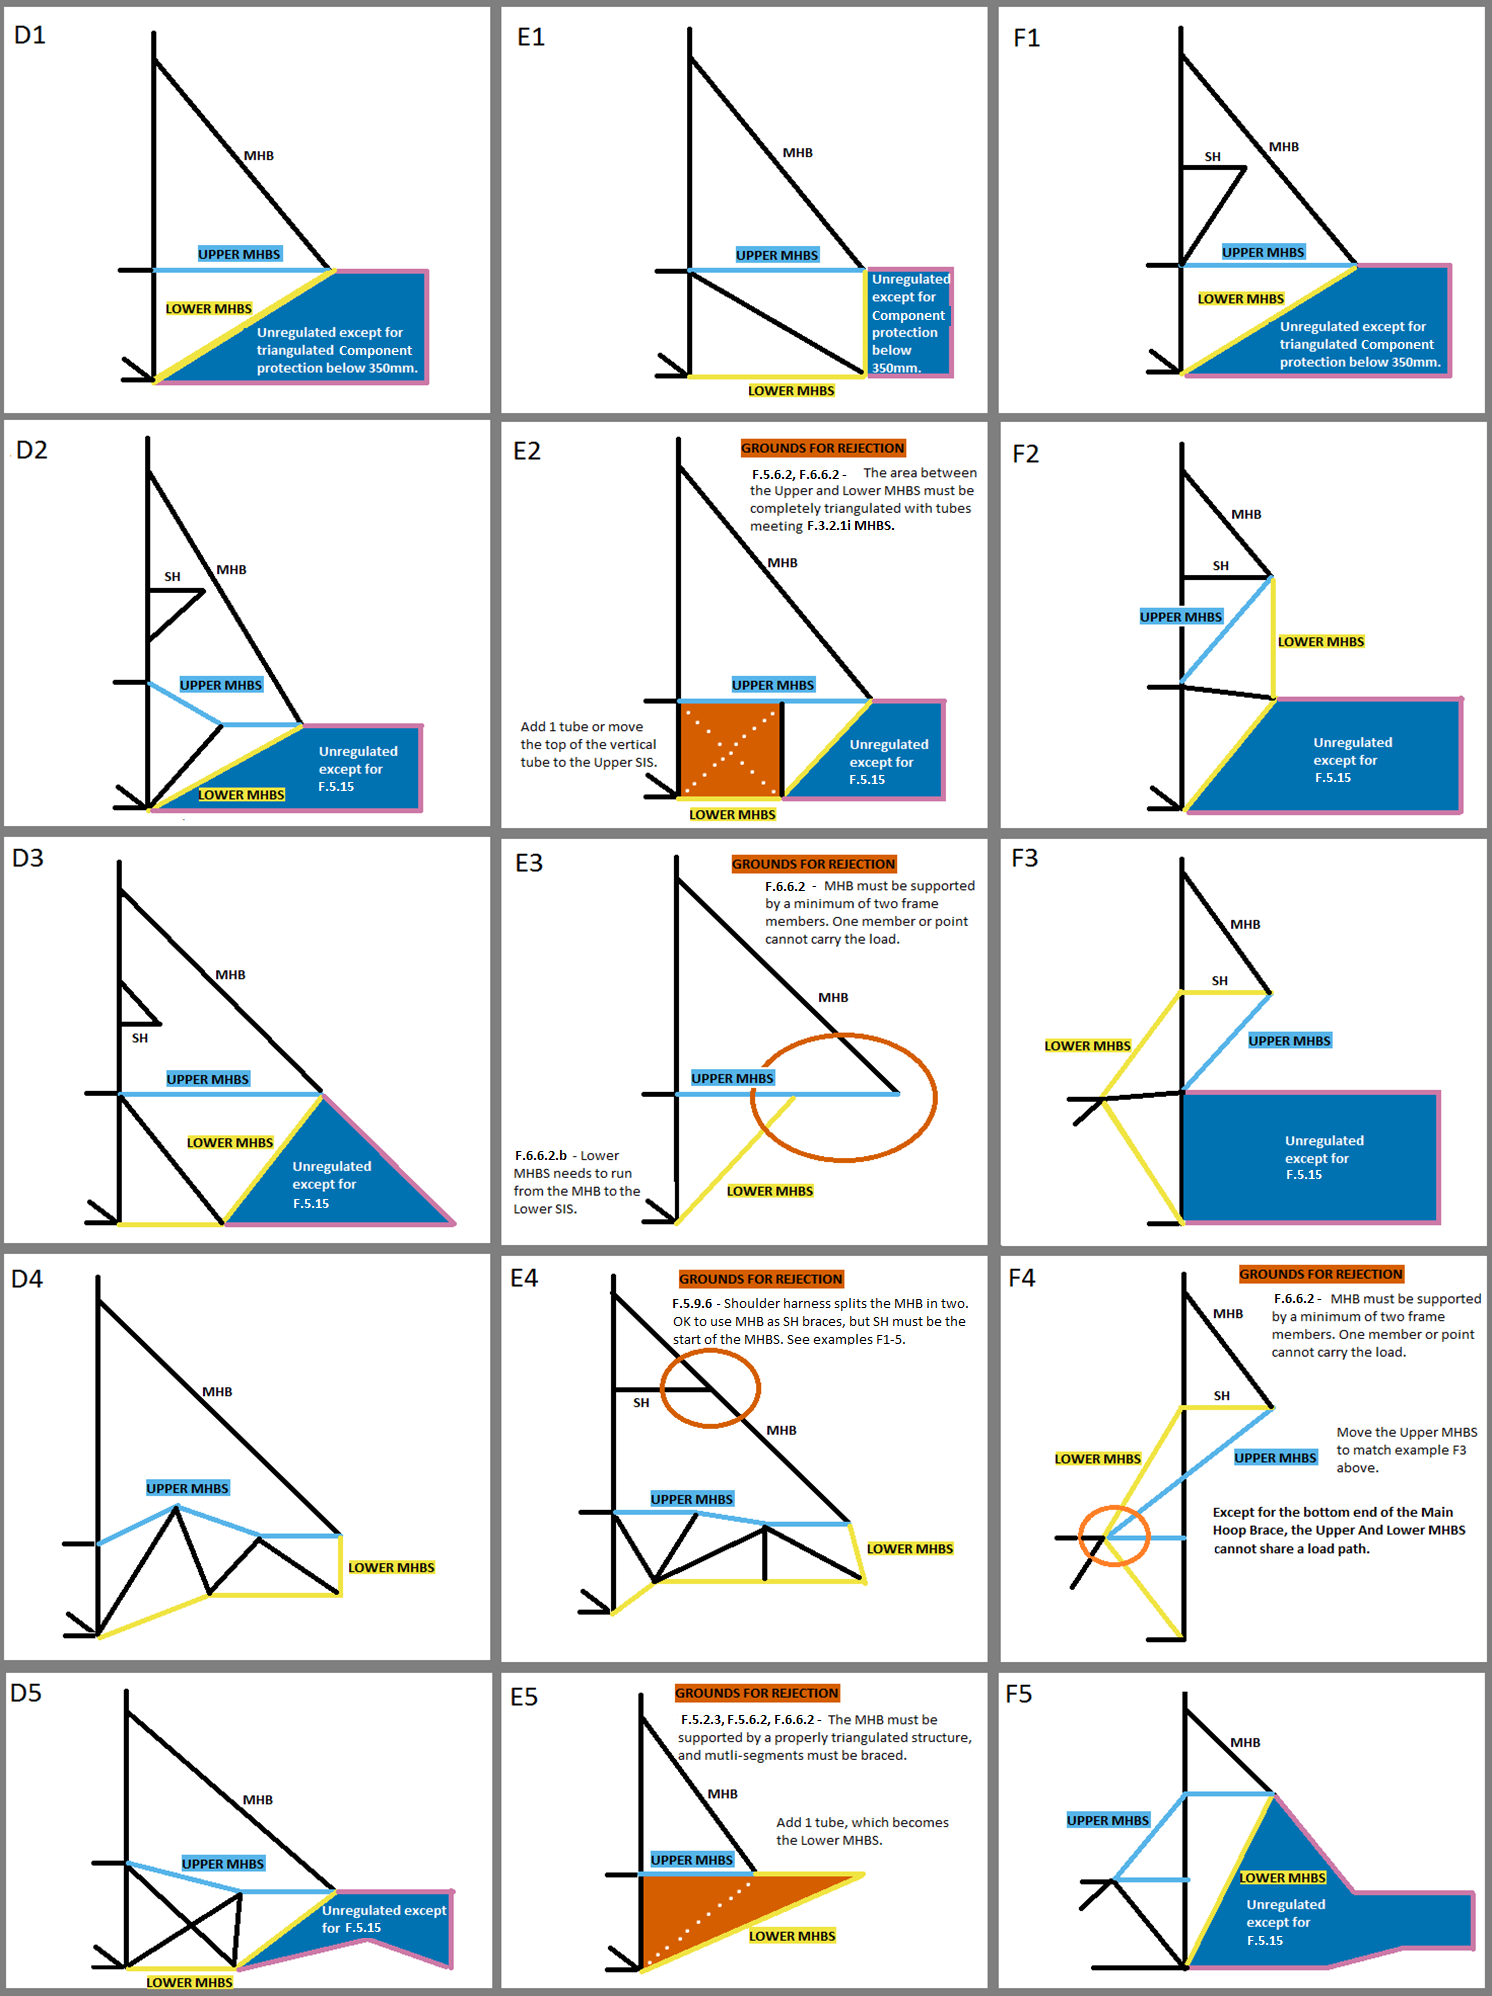 D1
MHB
UPPER MHBS
LOWER MHBS
Unregulated except for
triangulated Component
protection below 350mm.
E1
MHB
UPPER MHBS
Unregulated
except for
Component
protection
below
350mm.
LOWER MHBS
F1
MHB
SH
UPPER MHBS
LOWER MHBS
Unregulated except for
triangulated Component
protection below 350mm.
D2
SH
MHB
UPPER MHBS
Unregulated
except for
F.5.15
LOWER MHBS
E2
GROUNDS FOR REJECTION
F.5.6.2, F.6.6.2 - The area between
the Upper and Lower MHBS must be
completely triangulated with tubes
meeting F.3.2.1i MHBS.
MHB
UPPER MHBS
Add 1 tube or move
the top of the vertical
tube to the Upper SIS.
Unregulated
except for
F.5.15
LOWER MHBS
F2
MHB
SH
UPPER MHBS
LOWER MHBS
Unregulated
except for
F.5.15
D3
MHB
SH
UPPER MHBS
LOWER MHBS
Unregulated
except for
F.5.15
E3
GROUNDS FOR REJECTION
F.6.6.2 - MHB must be supported
by a minimum of two frame
members. One member or point
cannot carry the load.
MHB
UPPER MHBS
F.6.6.2.b - Lower
MHBS needs to run
from the MHB to the
Lower SIS.
LOWER MHBS
F3
MHB
SH
LOWER MHBS
UPPER MHBS
Unregulated
except for
F.5.15
D4
MHB
UPPER MHBS
LOWER MHBS
E4
GROUNDS FOR REJECTION
F.5.9.6 - Shoulder harness splits the MHB in two.
OK to use MHB as SH braces, but SH must be the
start of the MHBS. See examples F1-5.
SH
MHB
UPPER MHBS
LOWER MHBS
F4
GROUNDS FOR REJECTION
F.6.6.2 - MHB must be supported
by a minimum of two frame
members. One member or point
cannot carry the load.
MHB
SH
LOWER MHBS
UPPER MHBS
Move the Upper MHBS
to match example F3
above.
Except for the bottom end of the Main
Hoop Brace, the Upper And Lower MHBS
cannot share a load path.
D5
MHB
UPPER MHBS
Unregulated except
for F.5.15
LOWER MHBS
E5
GROUNDS FOR REJECTION
F.5.2.3, F.5.6.2, F.6.6.2 - The MHB must be
supported by a properly triangulated structure,
and mutli-segments must be braced.
MHB
Add 1 tube, which becomes
the Lower MHBS.
UPPER MHBS
LOWER MHBS
F5
MHB
UPPER MHBS
LOWER MHBS
Unregulated
except for
F.5.15